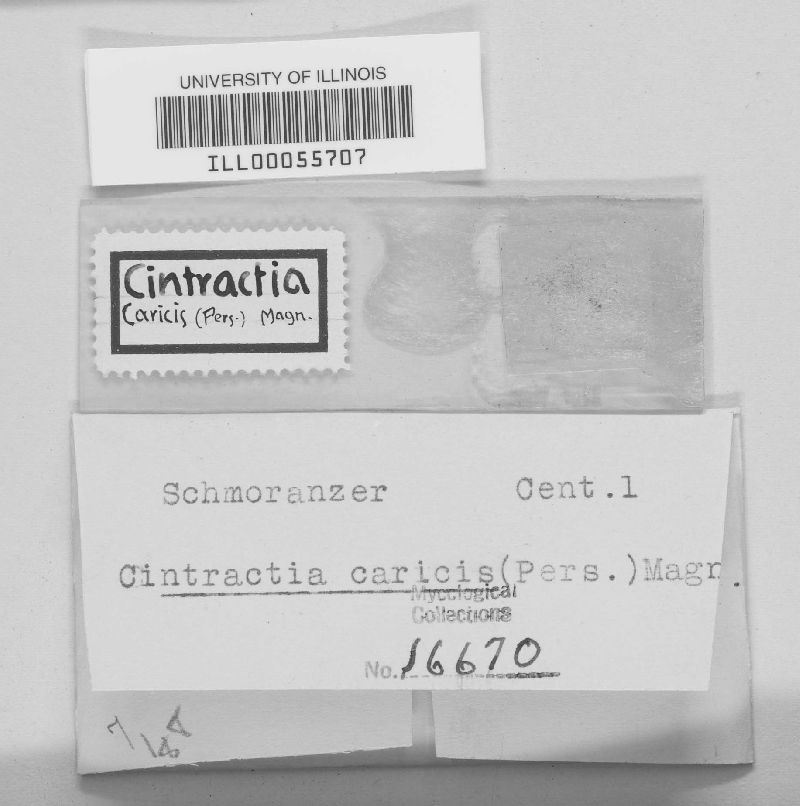 UNIVERSITY OF ILLINOIS
ILL00055707
Cintractia
Caricis (Pers.) Magn.
Schmoranzer Cent.1
Cintractia caricis(Pers.)Magn.
Mycological
Collections
No. 16670